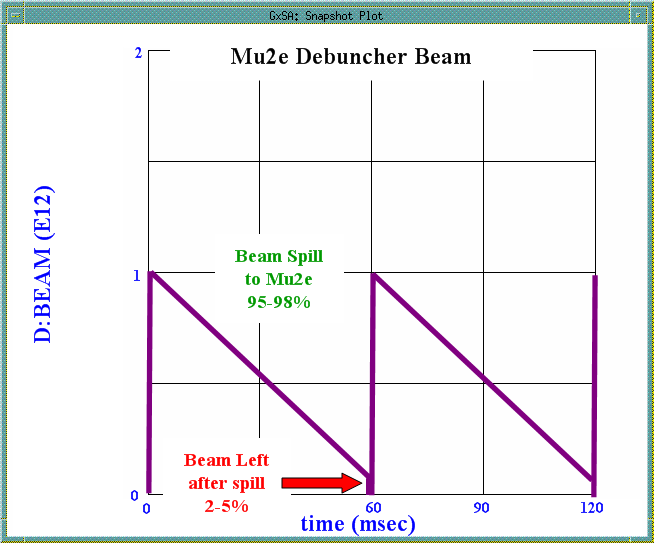 GxSA: Snapshot Plot
Mu2e Debuncher Beam
2
D:BEAM (E12)
Beam Spill
to Mu2e
95-98%
1
Beam Left
after spill
2-5%
0
0
60
90
120
time (msec)